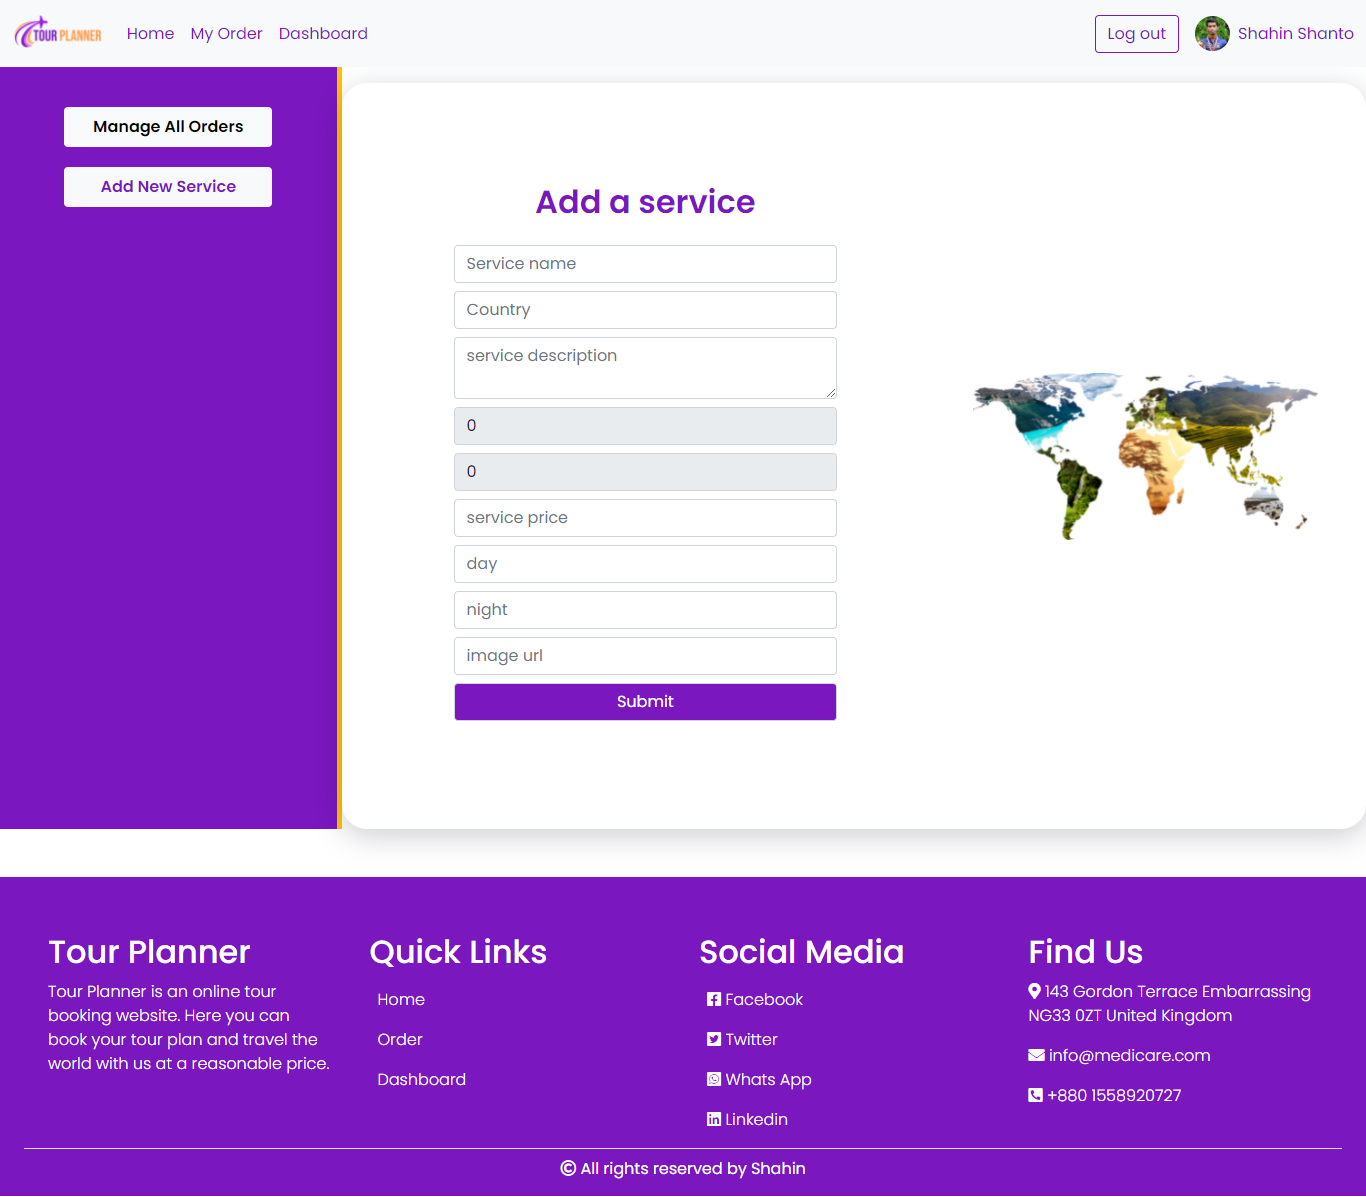 TOUR PLANNER
Home
My Order
Dashboard
Log out
Shahin Shanto
Manage All Orders
Add New Service
Add a service
Service name
Country
service description
0
0
service price
day
night
image url
Submit
Tour Planner
Tour Planner is an online tour
booking website. Here you can
book your tour plan and travel the
world with us at a reasonable price.
Quick Links
Home
Order
Dashboard
Social Media
Facebook
Twitter
Whats App
Linkedin
Find Us
143 Gordon Terrace Embarrassing
NG33 0ZT United Kingdom
info@medicare.com
+880 1558920727
© All rights reserved by Shahin